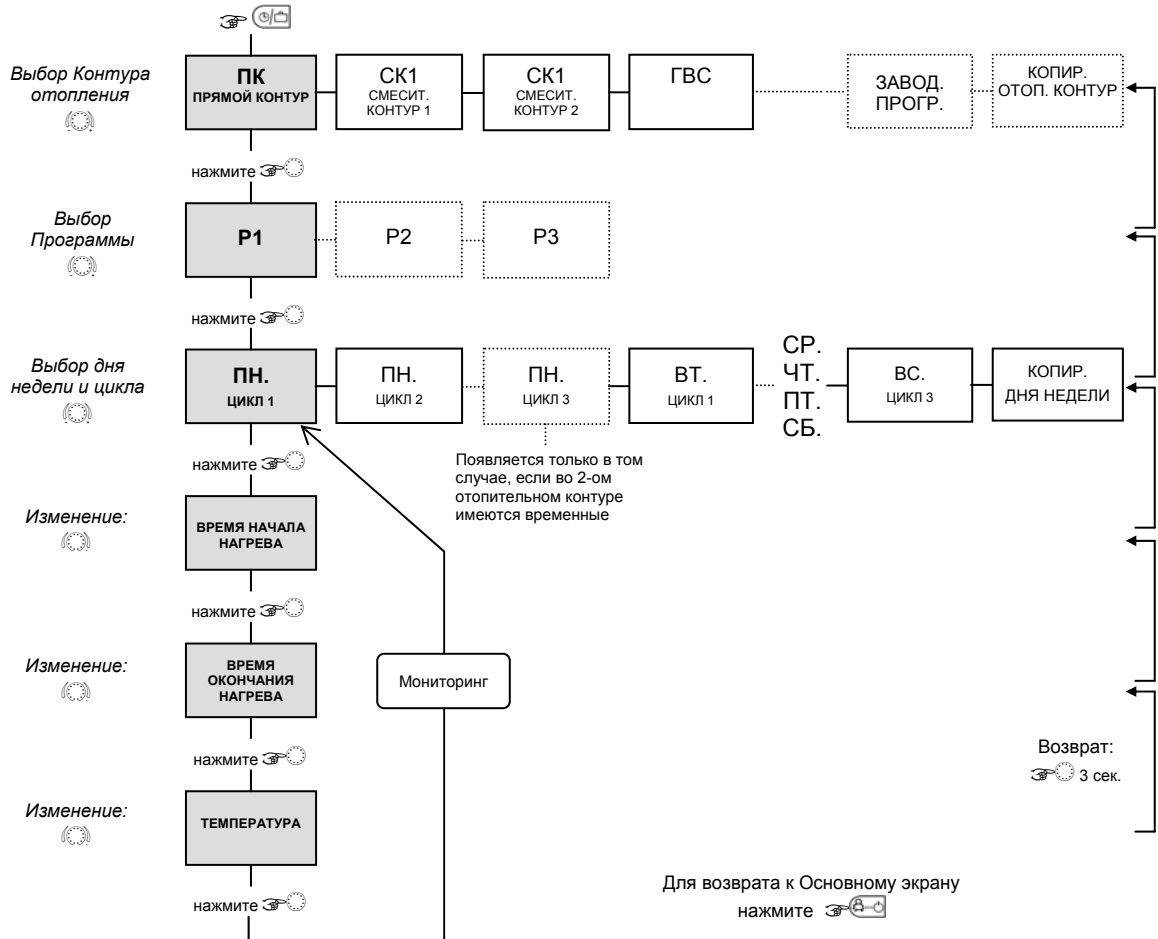 Выбор Контура
отопления
ПК
ПРЯМОЙ КОНТУР
СК1
СМЕСИТ.
КОНТУР 1
СК1
СМЕСИТ.
КОНТУР 2
ГВС
ЗАВОД.
ПРОГР.
КОПИР.
ОТОП. КОНТУР
нажмите
Выбор
Программы
P1
P2
P3
нажмите
Выбор дня
недели и цикла
ПН.
ЦИКЛ 1
ПН.
ЦИКЛ 2
ПН.
ЦИКЛ 3
ВТ.
ЦИКЛ 1
СР.
ЧТ.
ПТ.
СБ.
ВС.
ЦИКЛ 3
КОПИР.
ДНЯ НЕДЕЛИ
нажмите
Появляется только в том
случае, если во 2-ом
отопительном контуре
имеются временные
Изменение:
ВРЕМЯ НАЧАЛА
НАГРЕВА
нажмите
Изменение:
ВРЕМЯ
ОКОНЧАНИЯ
НАГРЕВА
Мониторинг
нажмите
Возврат:
3 сек.
Изменение:
ТЕМПЕРАТУРА
нажмите
Для возврата к Основному экрану
нажмите